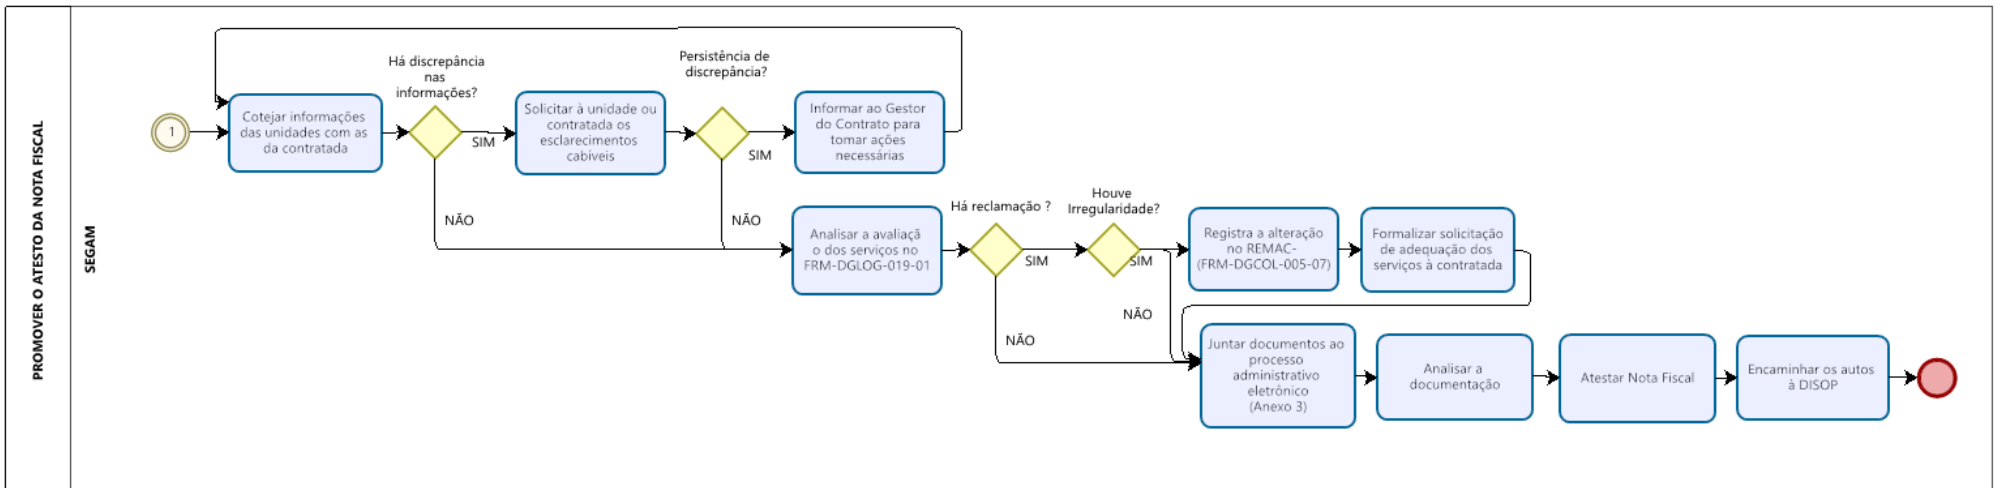 PROMOVER O ATESTO DA NOTA FISCAL
SEGAM
1
Cotejar informações
das unidades com as
da contratada
Há discrepância
nas
informações?
SIM
NÃO
Solicitar à unidade ou
contratada os
esclarecimentos
cabíveis
Persistência de
discrepância?
SIM
NÃO
Informar ao Gestor
do Contrato para
tomar ações
necessárias
Analisar a avaliaçã
o dos serviços no
FRM-DGLOG-019-01
Há reclamação ?
SIM
NÃO
Houve
Irregularidade?
SIM
NÃO
Registra a alteração
no REMAC-
(FRM-DGCOL-005-07)
Formalizar solicitação
de adequação dos
serviços à contratada
Juntar documentos ao
processo
administrativo
eletrônico
(Anexo 3)
Analisar a
documentação
Atestar Nota Fiscal
Encaminhar os autos
à DISOP